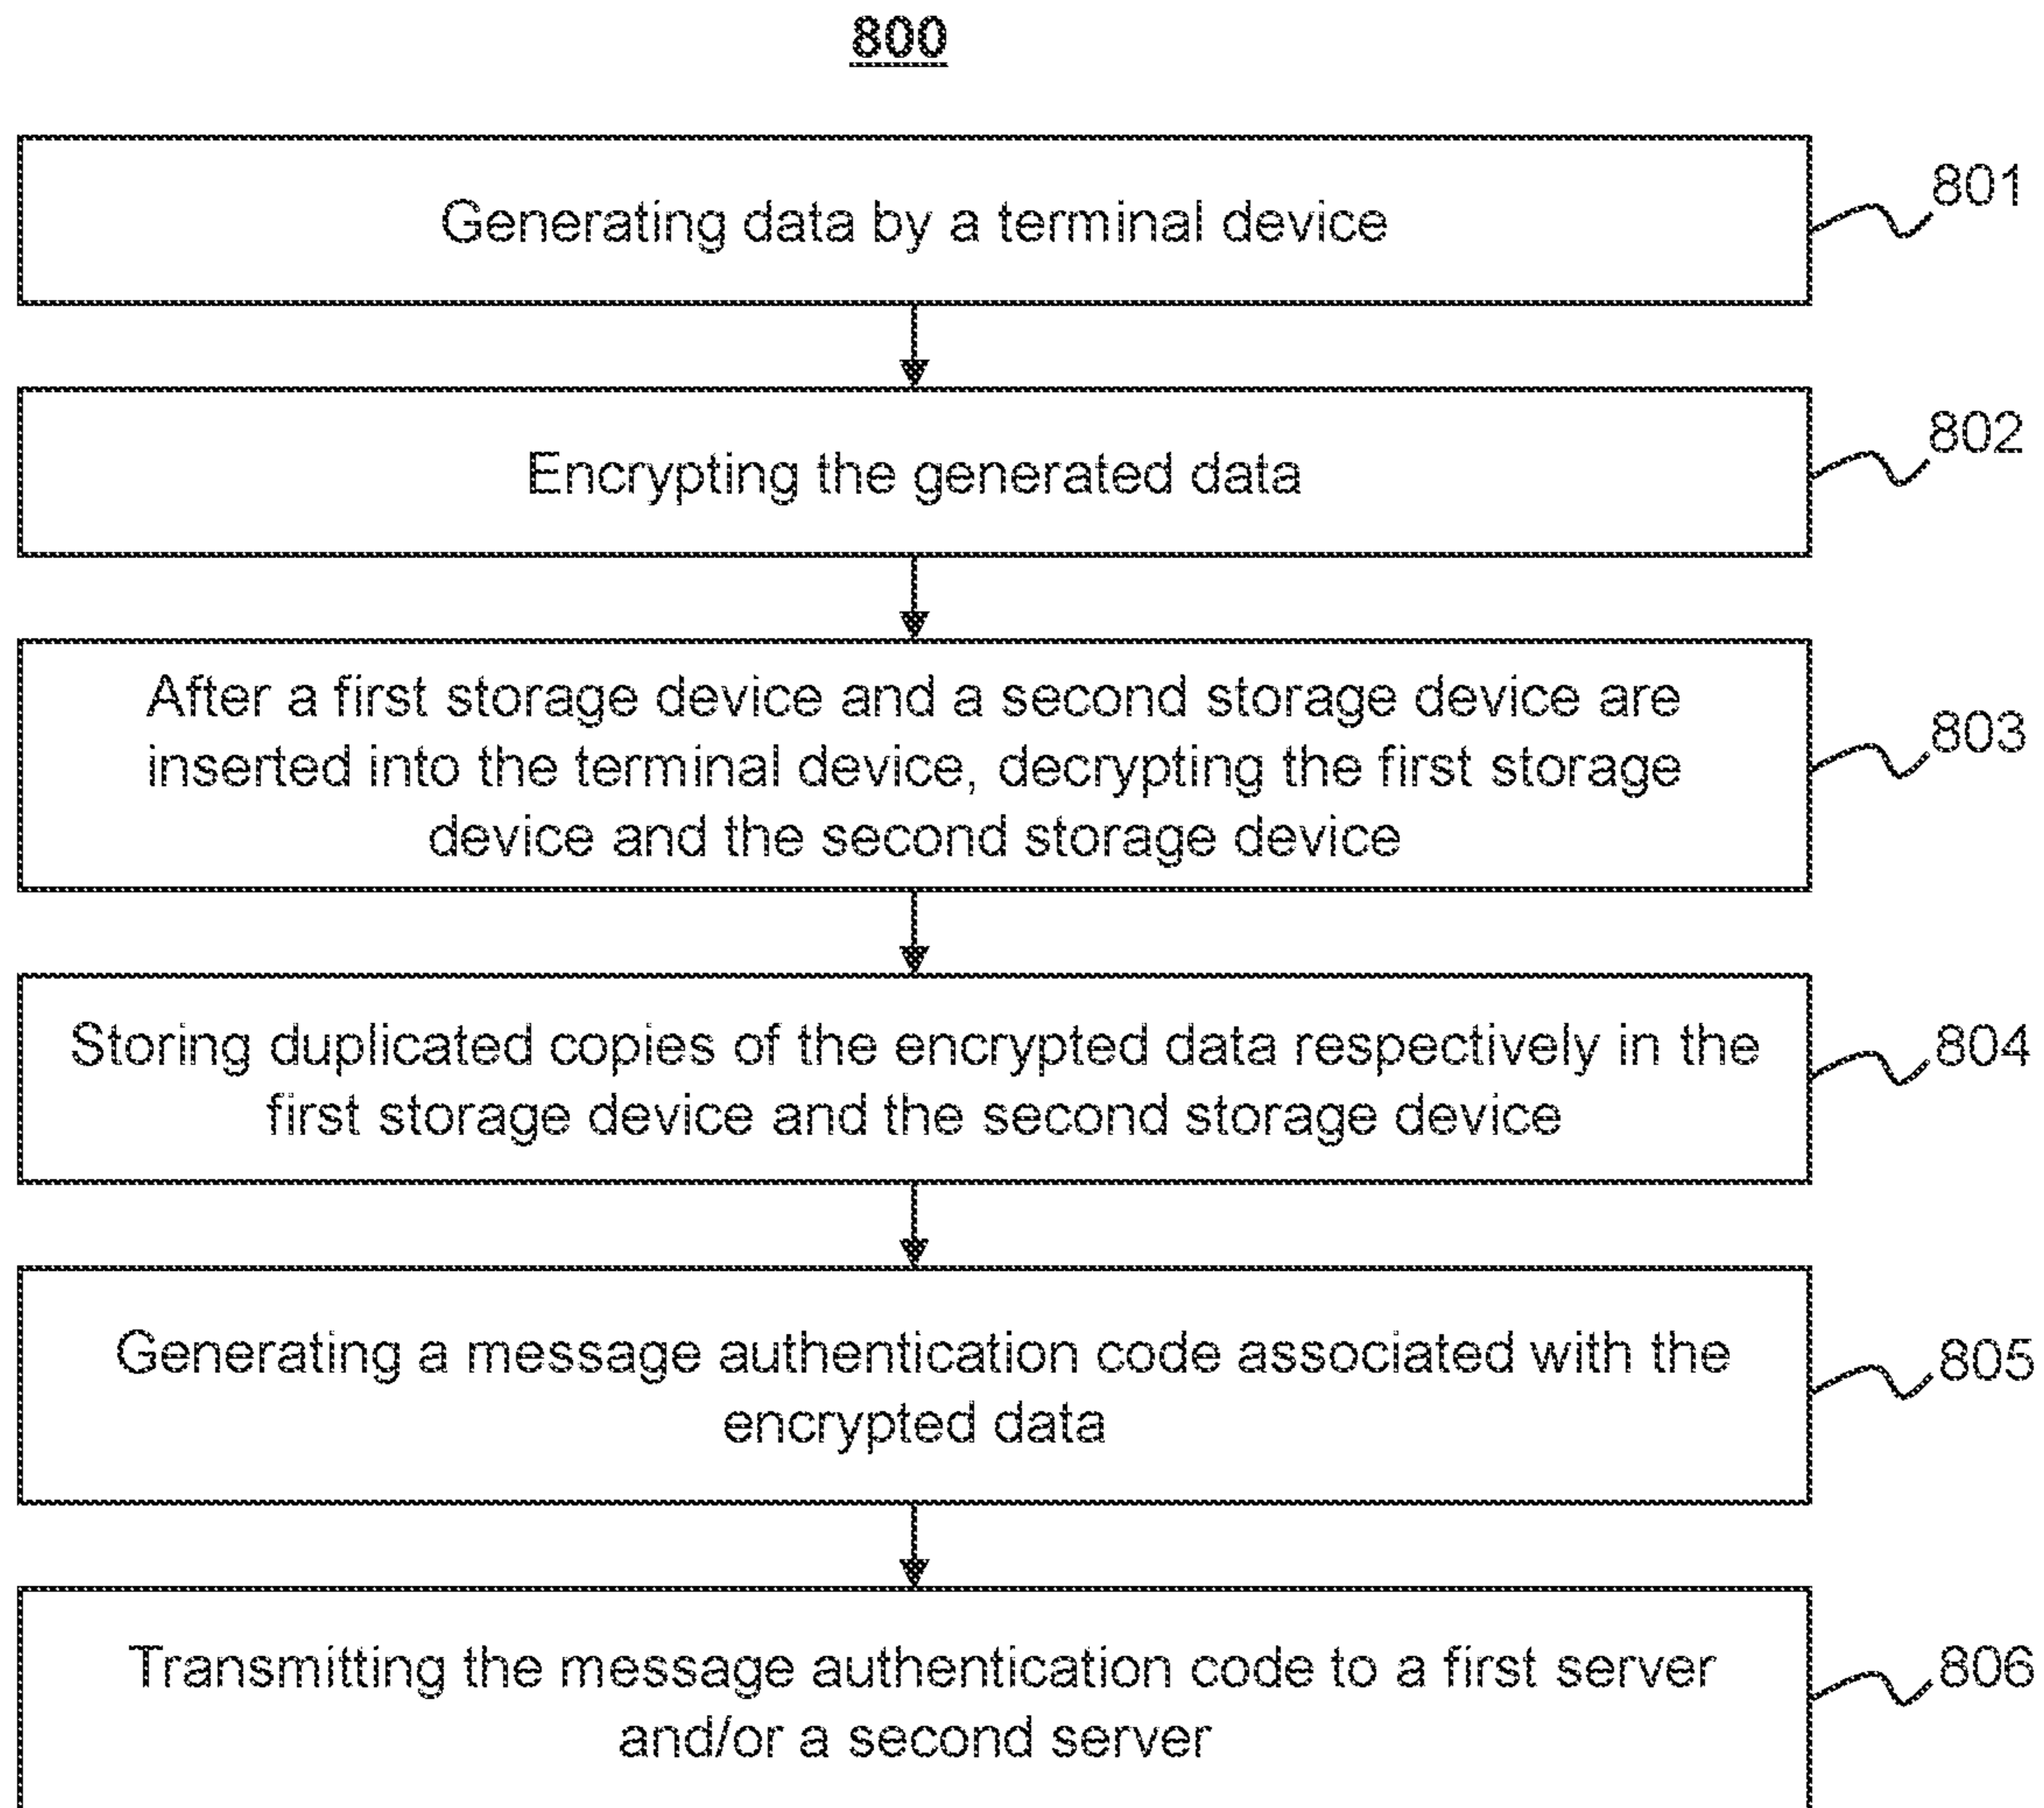 800
Generating data by a terminal device
801
Encrypting the generated data
802
After a first storage device and a second storage device are
inserted into the terminal device, decrypting the first storage
device and the second storage device
803
Storing duplicated copies of the encrypted data respectively in the
first storage device and the second storage device
804
Generating a message authentication code associated with the
encrypted data
805
Transmitting the message authentication code to a first server
and/or a second server
806